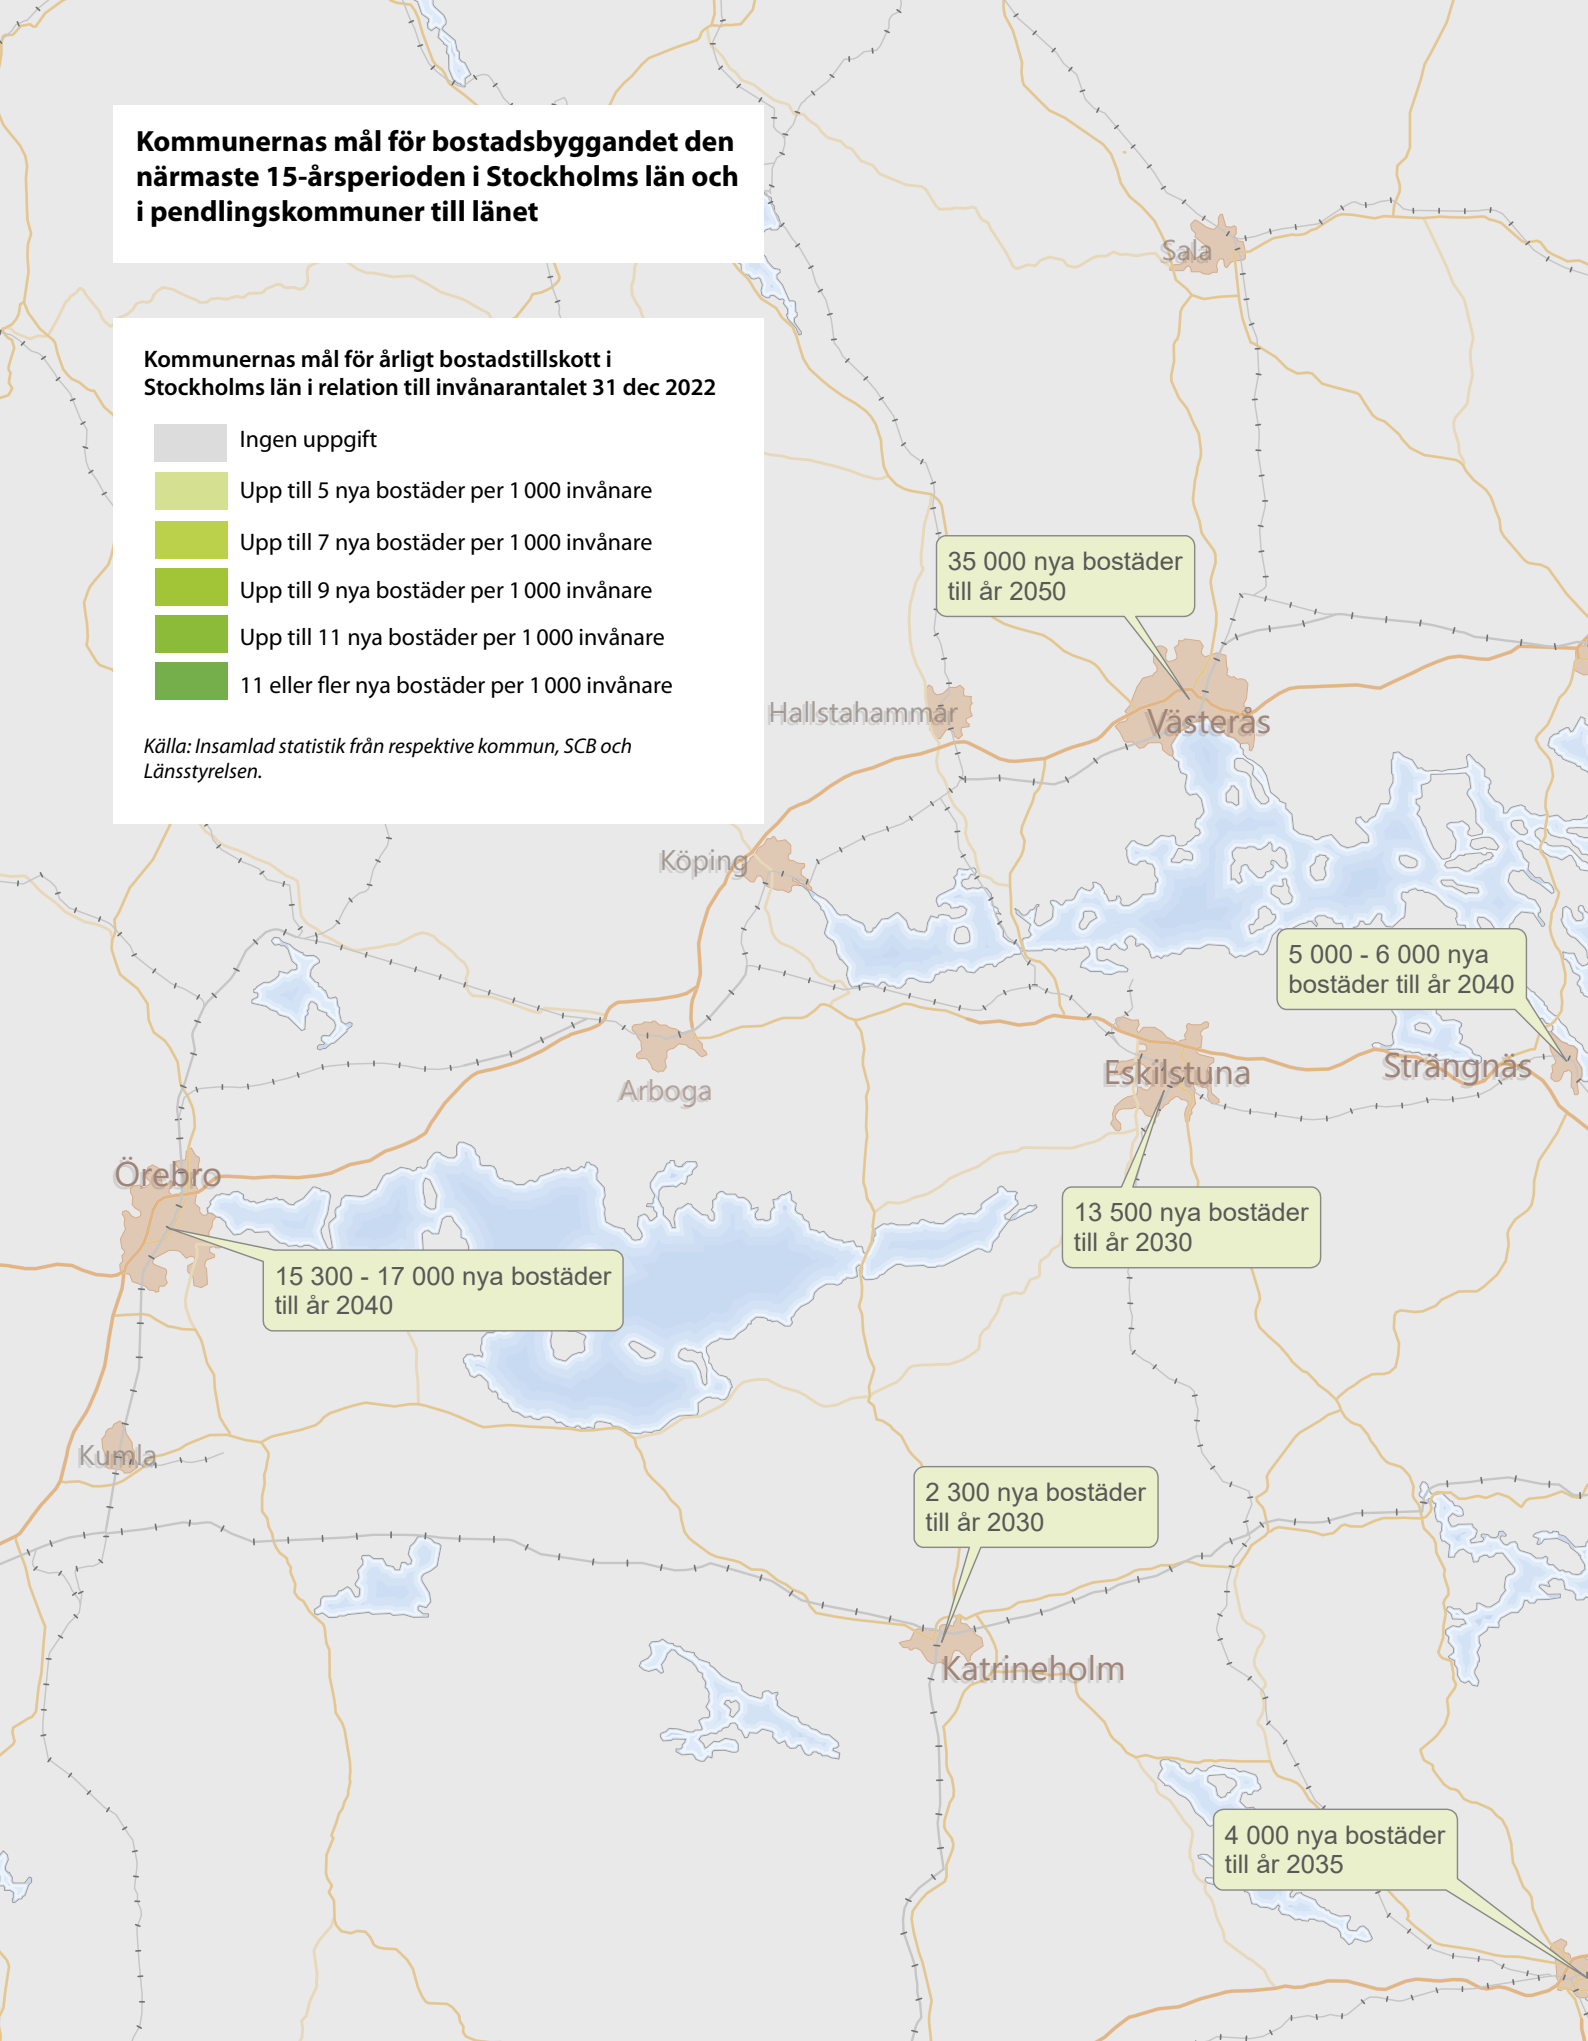 Kommunernas mål för bostadsbyggandet den
närmaste 15-årsperioden i Stockholms län och
i pendlingskommuner till länet
Kommunernas mål för årligt bostadstillskott i
Stockholms län i relation till invånarantalet 31 dec 2022
Ingen uppgift
Upp till 5 nya bostäder per 1 000 invånare
Upp till 7 nya bostäder per 1 000 invånare
Upp till 9 nya bostäder per 1 000 invånare
Upp till 11 nya bostäder per 1 000 invånare
11 eller fler nya bostäder per 1 000 invånare
Källa: Insamlad statistik från respektive kommun, SCB och
Länsstyrelsen.
Sala
35 000 nya bostäder
till år 2050
Hallstahammar
Västerås
Köping
5 000 - 6 000 nya
bostäder till år 2040
Arboga
Eskilstuna
Strängnäs
Örebro
13 500 nya bostäder
till år 2030
15 300 - 17 000 nya bostäder
till år 2040
Kumla
2 300 nya bostäder
till år 2030
Katrineholm
4 000 nya bostäder
till år 2035